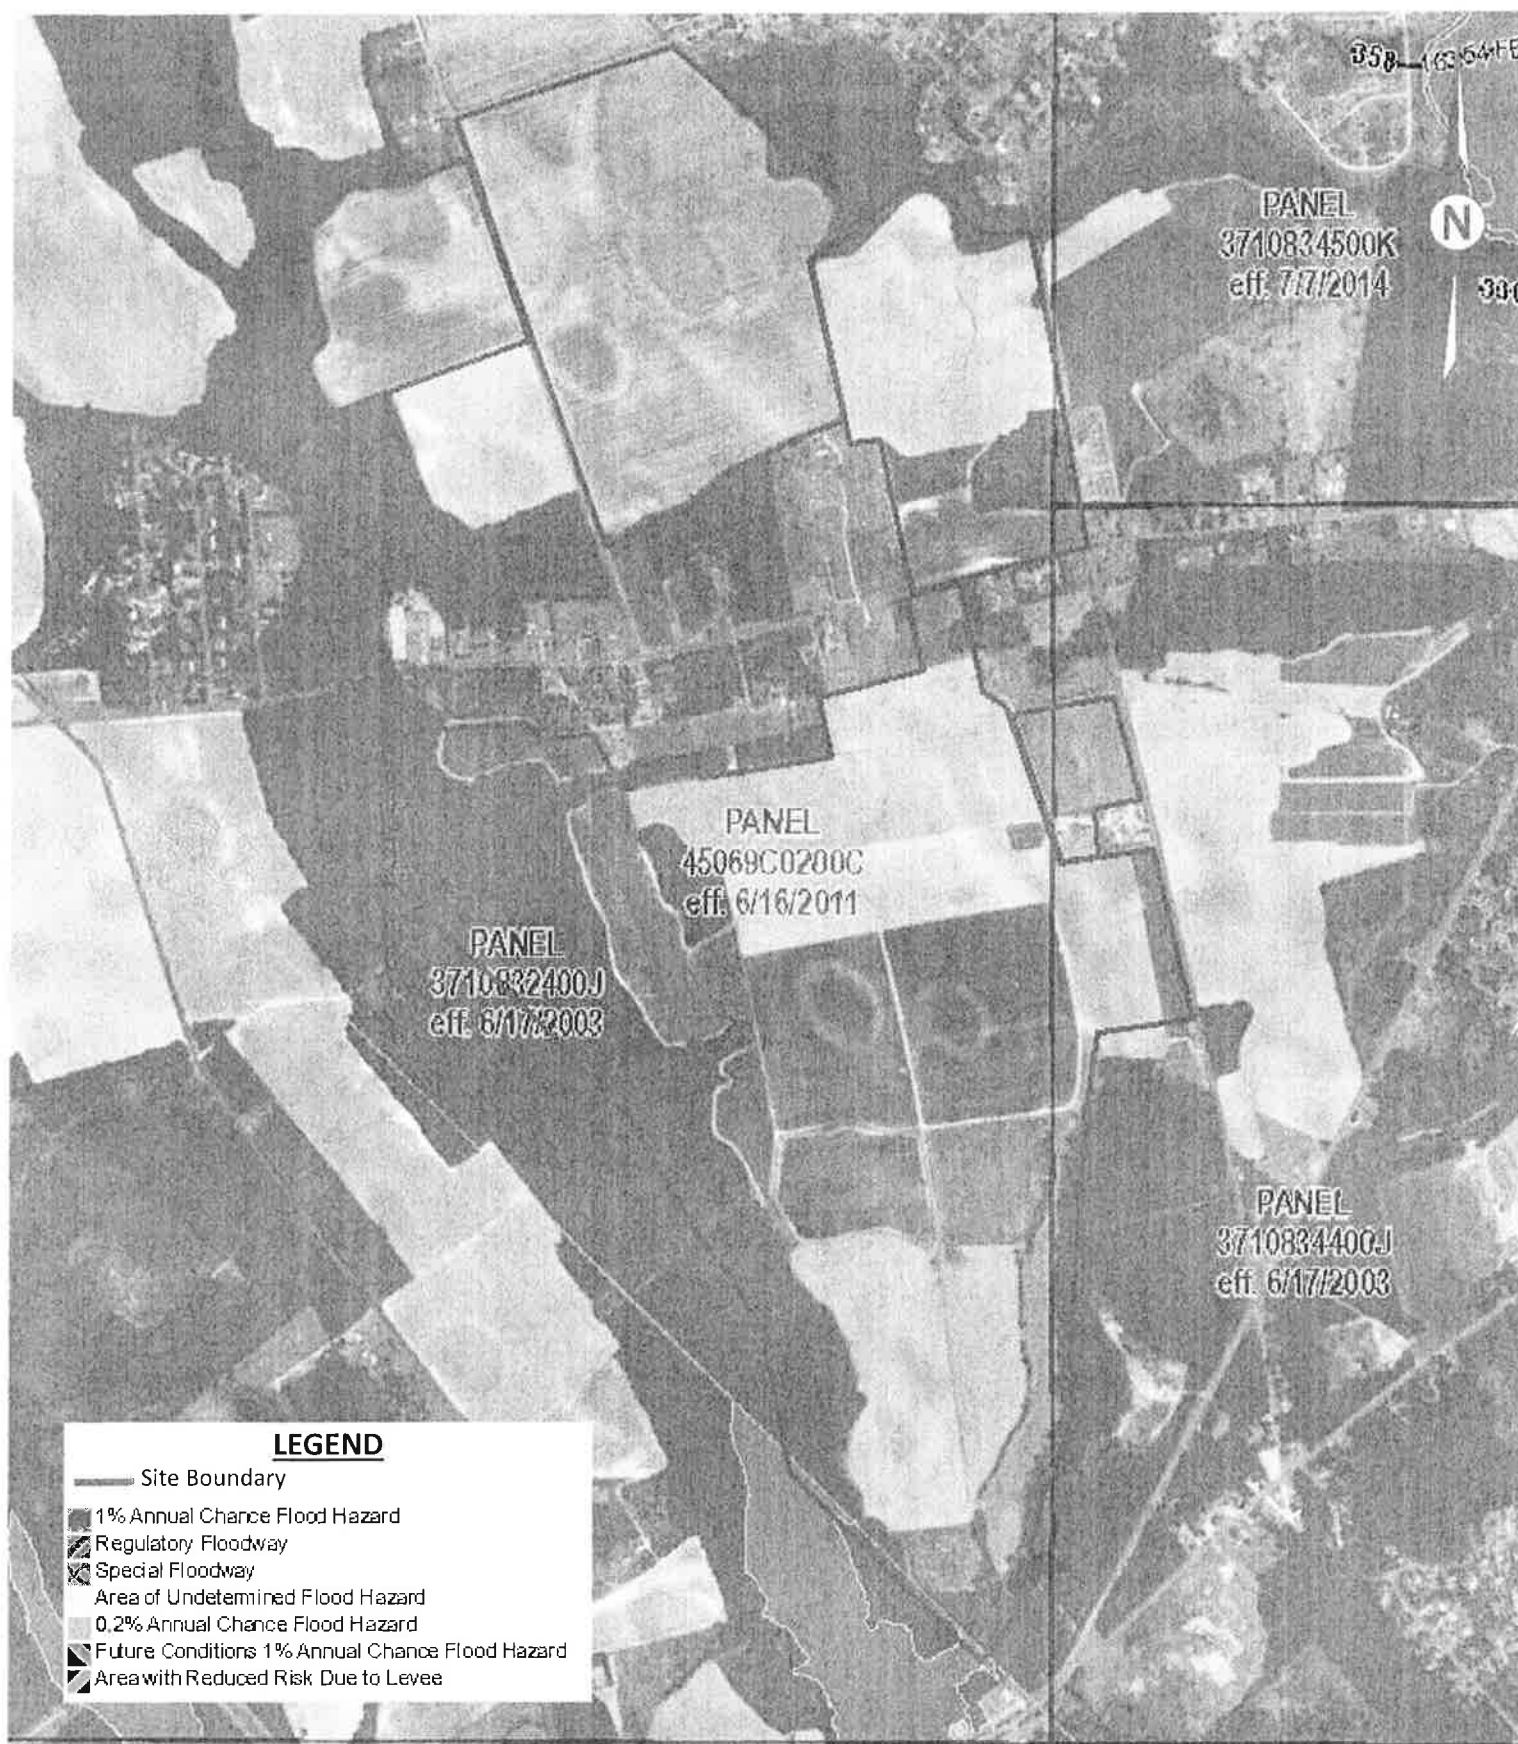 PANEL
3710834500K
eff. 7/7/2014
N
PANEL
45069C0200C
eff. 6/16/2011
PANEL
3710832400J
eff. 6/17/2003
PANEL
3710834400J
eff. 6/17/2003
LEGEND
Site Boundary
1% Annual Chance Flood Hazard
Regulatory Floodway
Special Floodway
Area of Undetermined Flood Hazard
0.2% Annual Chance Flood Hazard
Future Conditions 1% Annual Chance Flood Hazard
Area with Reduced Risk Due to Levee